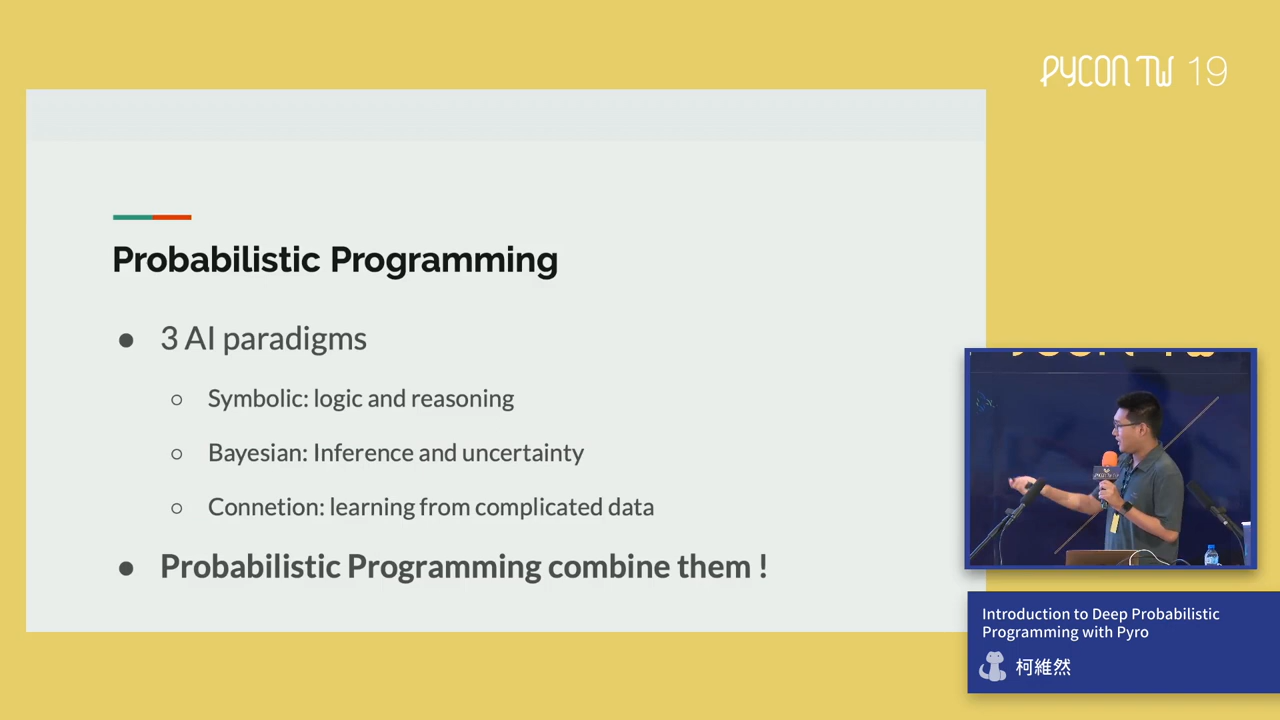 PYCON TW 19
Probabilistic Programming
● 3 AI paradigms
○ Symbolic: logic and reasoning
○ Bayesian: Inference and uncertainty
○ Connetion: learning from complicated data
● Probabilistic Programming combine them !
Introduction to Deep Probabilistic
Programming with Pyro
柯維然